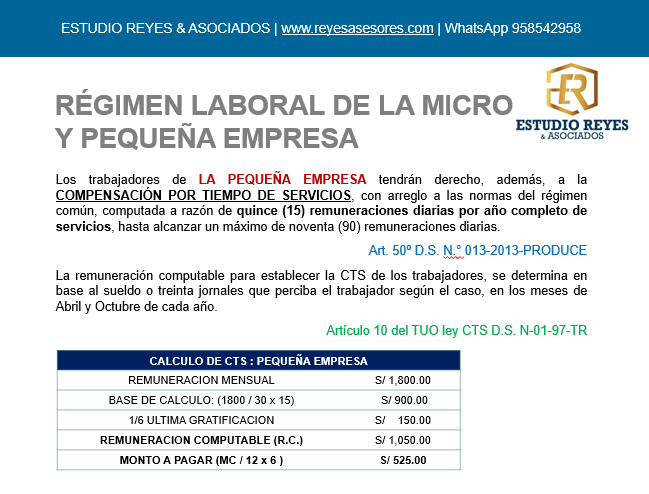 ESTUDIO REYES & ASOCIADOS | www.reyesasesores.com | WhatsApp 958542958
RÉGIMEN LABORAL DE LA MICRO
Y PEQUEÑA EMPRESA
ER
ESTUDIO REYES
& ASOCIADOS
Los trabajadores de LA PEQUEÑA EMPRESA tendrán derecho, además, a la
COMPENSACIÓN POR TIEMPO DE SERVICIOS, con arreglo a las normas del régimen
común, computada a razón de quince (15) remuneraciones diarias por año completo de
servicios, hasta alcanzar un máximo de noventa (90) remuneraciones diarias.
Art. 50º D.S. N.° 013-2013-PRODUCE
La remuneración computable para establecer la CTS de los trabajadores, se determina en
base al sueldo o treinta jornales que perciba el trabajador según el caso, en los meses de
Abril y Octubre de cada año.
Artículo 10 del TUO ley CTS D.S. N-01-97-TR
CALCULO DE CTS : PEQUEÑA EMPRESA
REMUNERACION MENSUAL S/ 1,800.00
BASE DE CALCULO: (1800 / 30 x 15) S/ 900.00
1/6 ULTIMA GRATIFICACION S/ 150.00
REMUNERACION COMPUTABLE (R.C.) S/ 1,050.00
MONTO A PAGAR (MC / 12 x 6 ) S/ 525.00